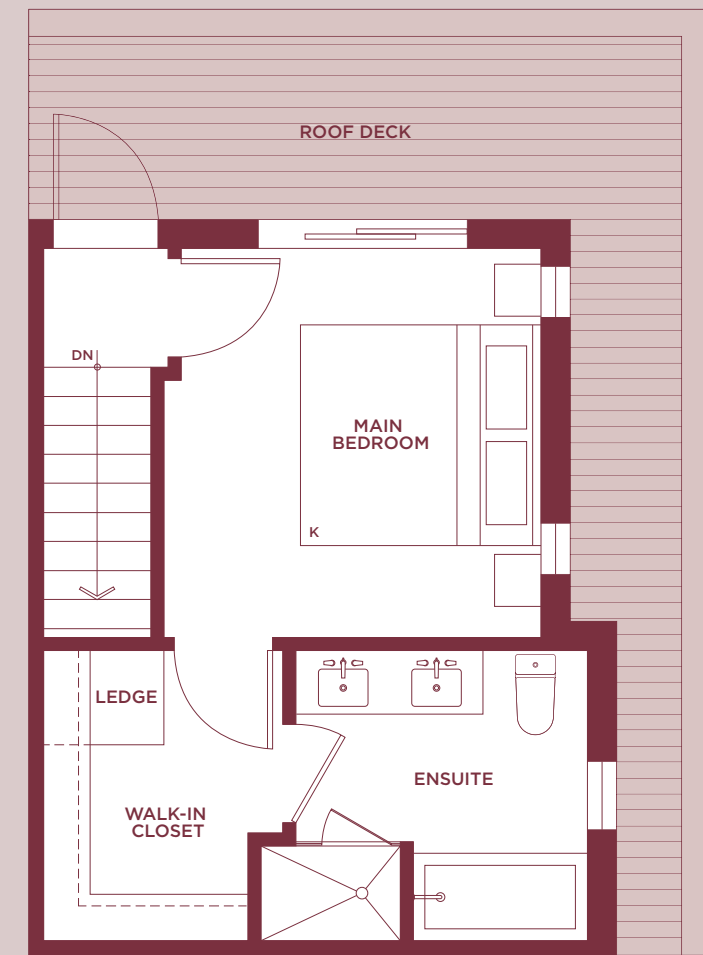 ROOF DECK
DN
MAIN
BEDROOM
K
LEDGE
ENSUITE
WALK-IN
CLOSET